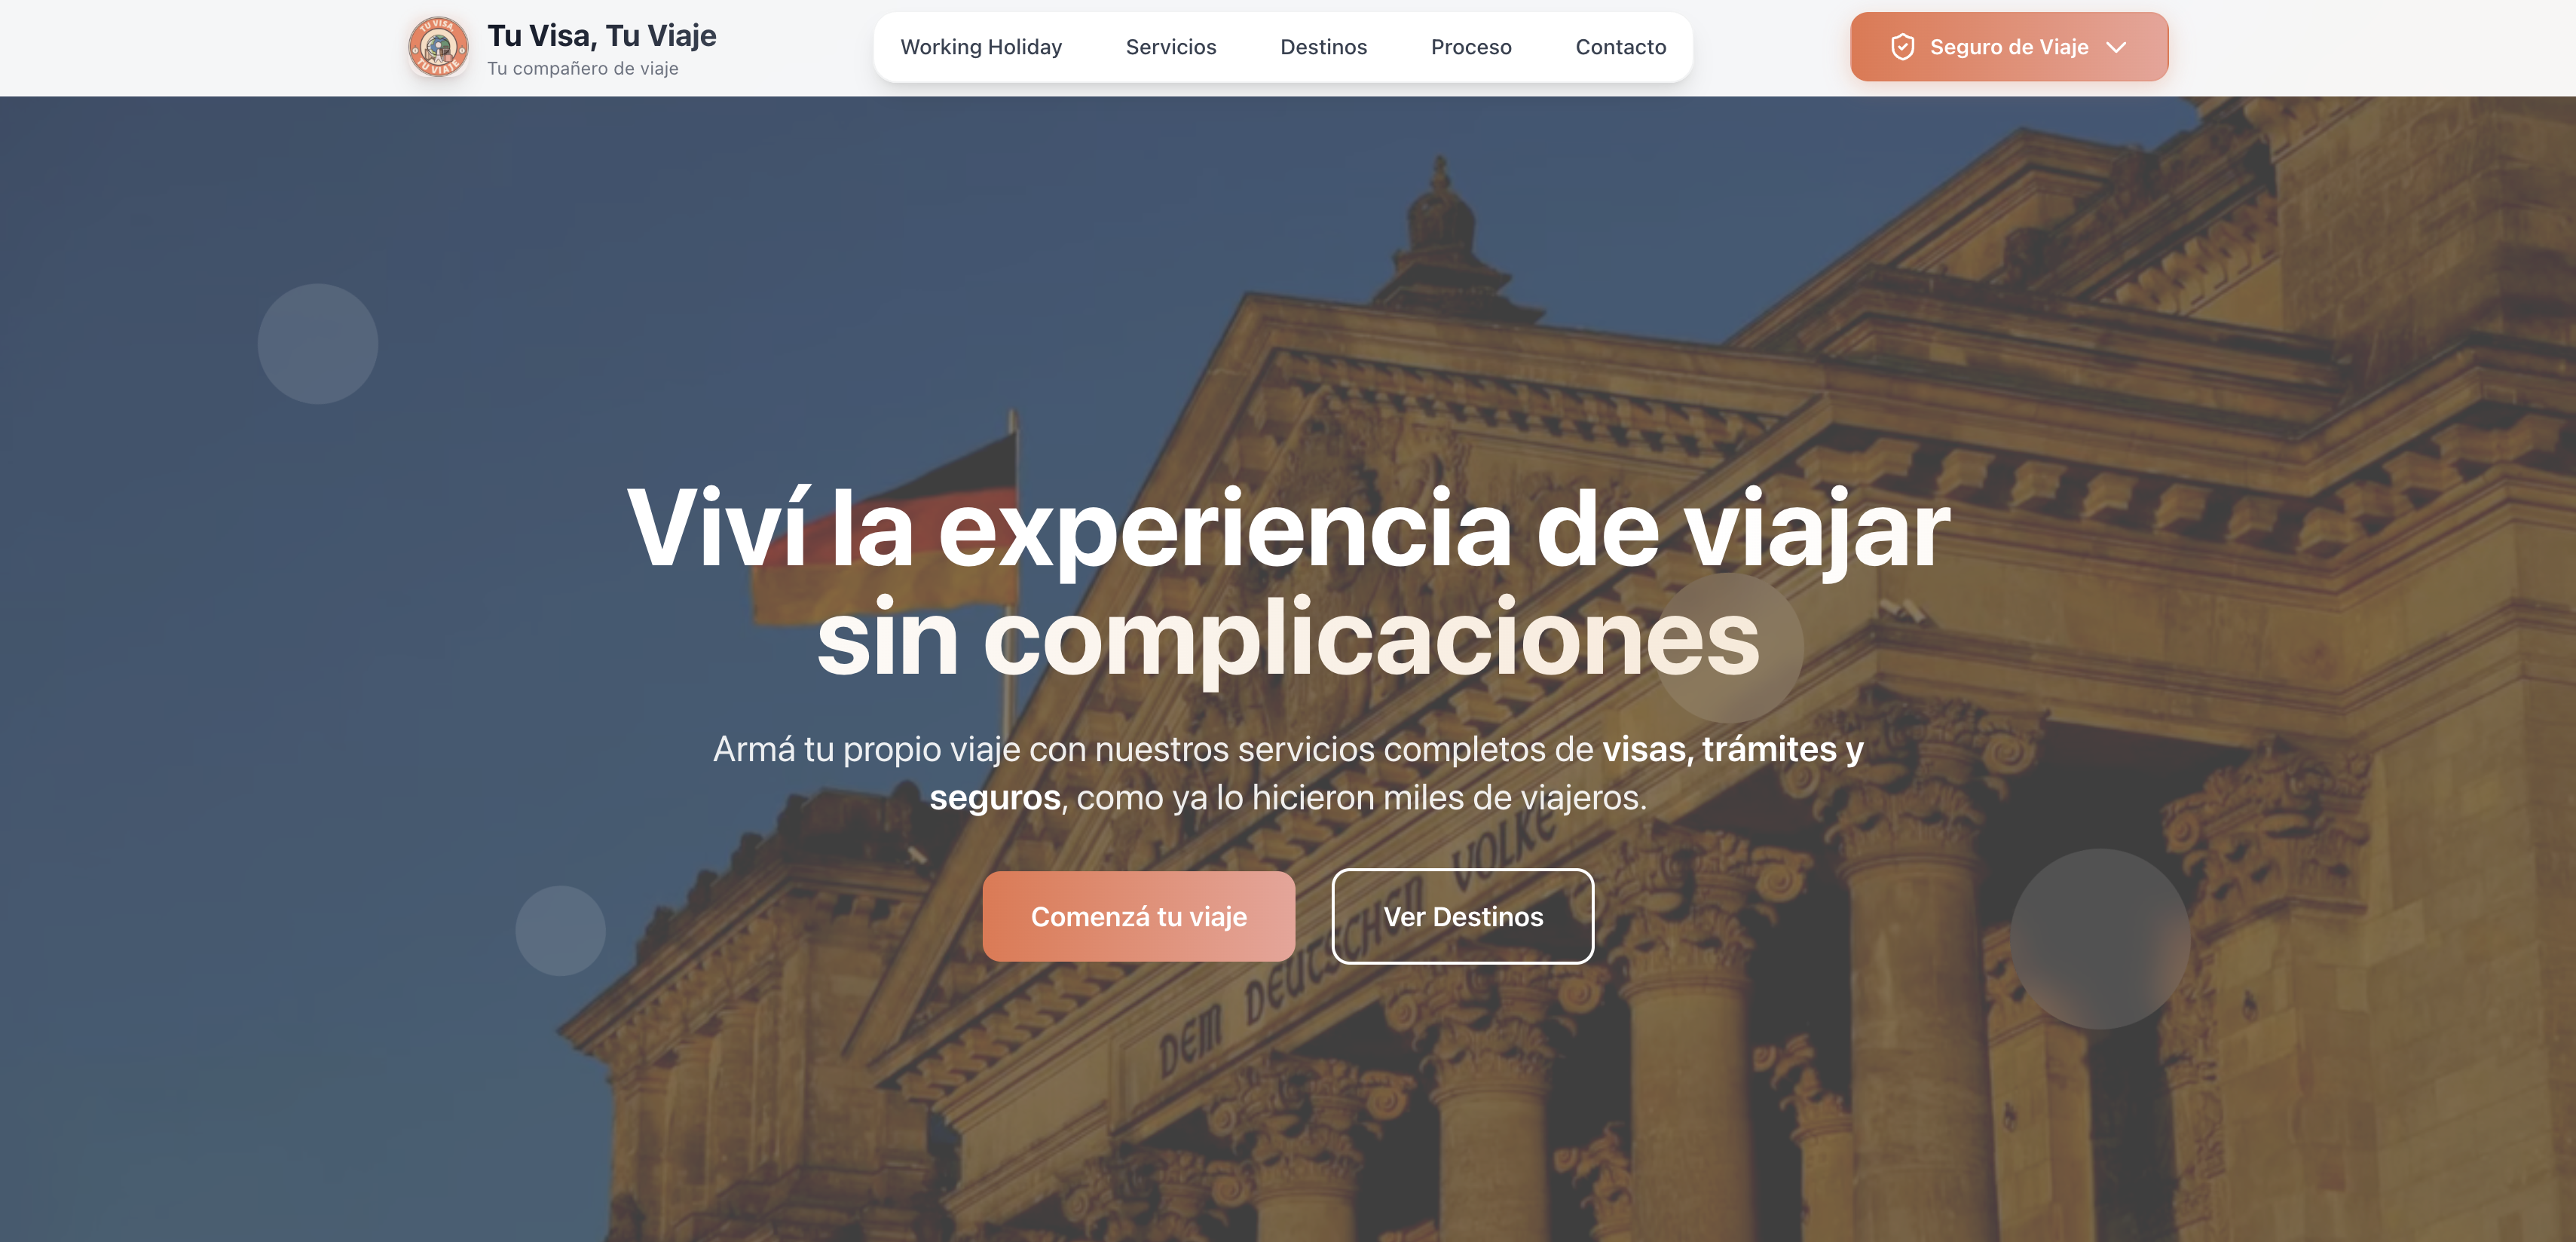 TU VISA,
TU VIAJE
Tu Visa, Tu Viaje
Tu compañero de viaje
Working Holiday
Servicios
Destinos
Proceso
Contacto
Seguro de Viaje
Viví la experiencia de viajar
sin complicaciones
Armá tu propio viaje con nuestros servicios completos de visas, trámites y
seguros, como ya lo hicieron miles de viajeros.
Comenzá tu viaje
Ver Destinos
DEM DEUTSCHEN VOLKE